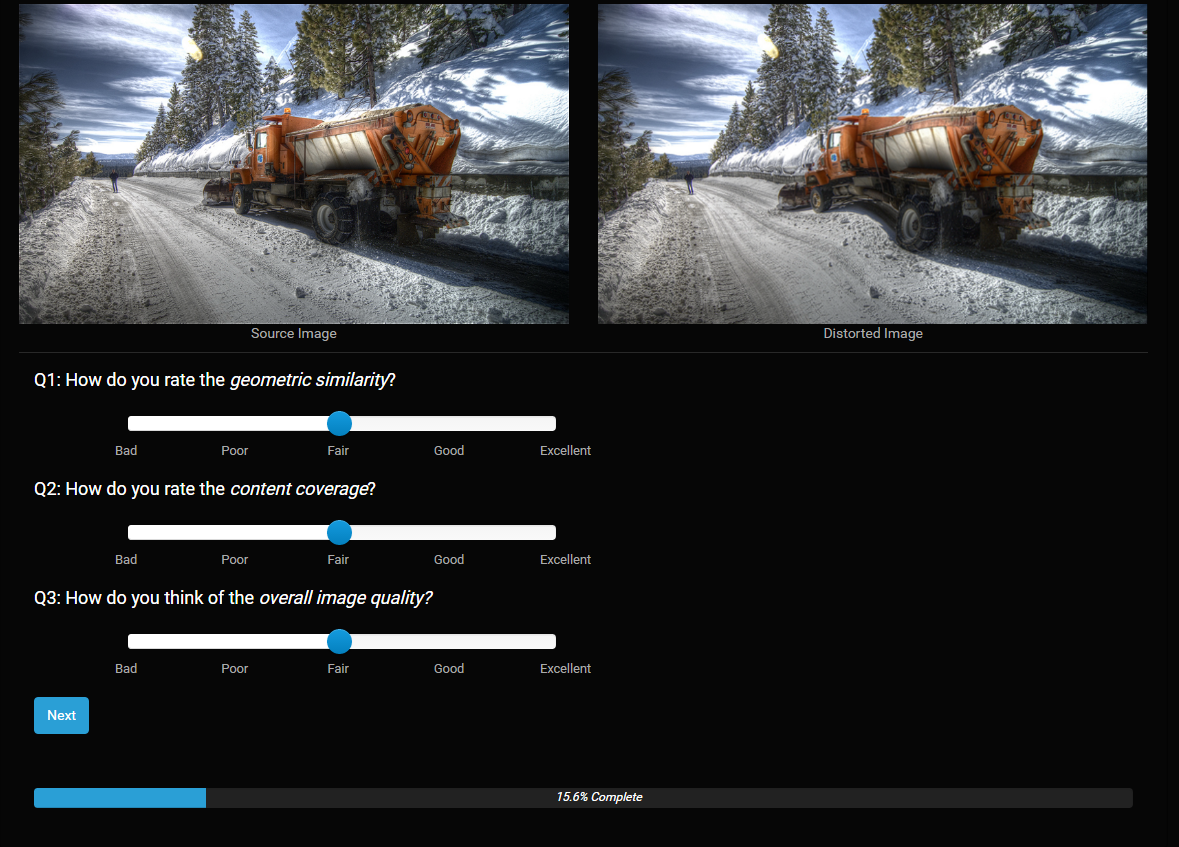 Source Image
Distorted Image
Q1: How do you rate the geometric similarity?
Bad Poor Fair Good Excellent
Q2: How do you rate the content coverage?
Bad Poor Fair Good Excellent
Q3: How do you think of the overall image quality?
Bad Poor Fair Good Excellent
Next
15.6% Complete